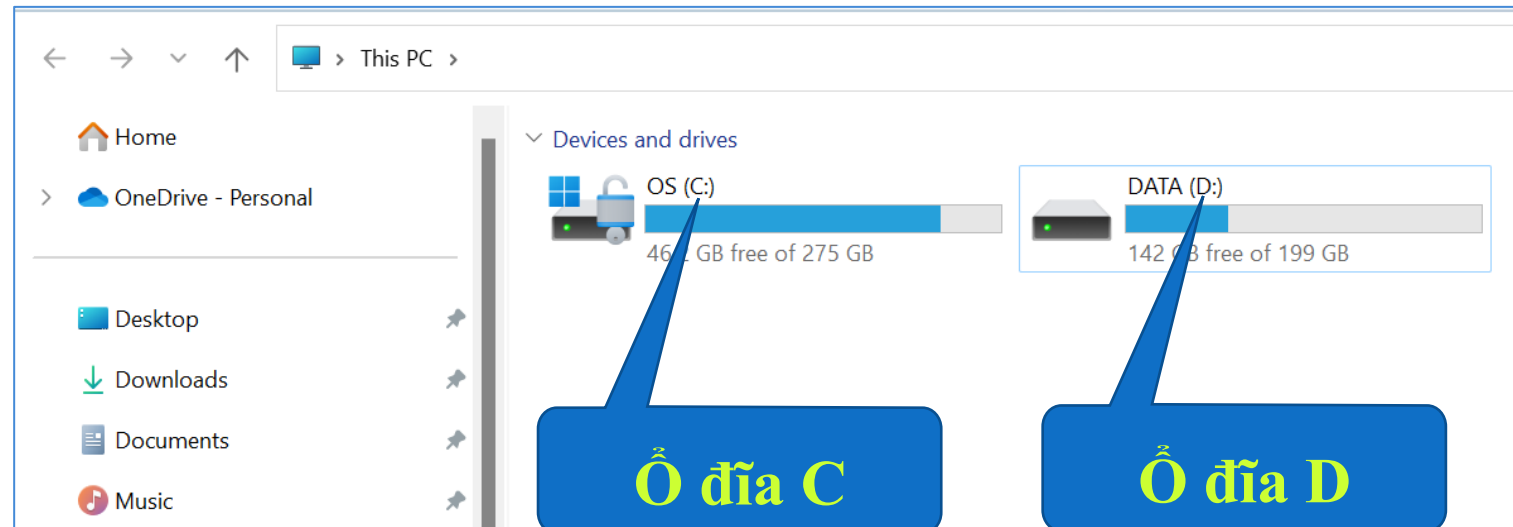 This PC
Home
OneDrive - Personal
Desktop
Downloads
Documents
Music
Devices and drives
OS (C:)
GB free of 275 GB
DATA (D:)
142 GB free of 199 GB
Ổ đĩa C
Ổ đĩa D